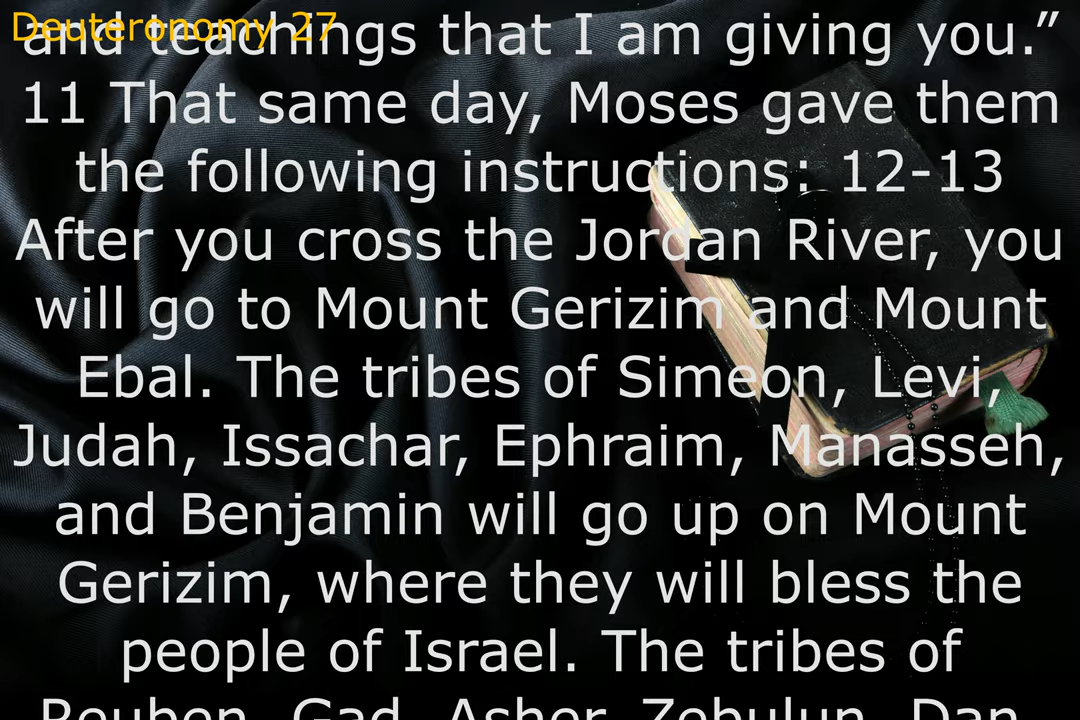 Deuteronomy 27
and teachings that I am giving you.”
11 That same day, Moses gave them
the following instructions: 12-13
After you cross the Jordan River, you
will go to Mount Gerizim and Mount
Ebal. The tribes of Simeon, Levi,
Judah, Issachar, Ephraim, Manasseh,
and Benjamin will go up on Mount
Gerizim, where they will bless the
people of Israel. The tribes of
Reuben, Gad, Asher, Zebulun, Dan,